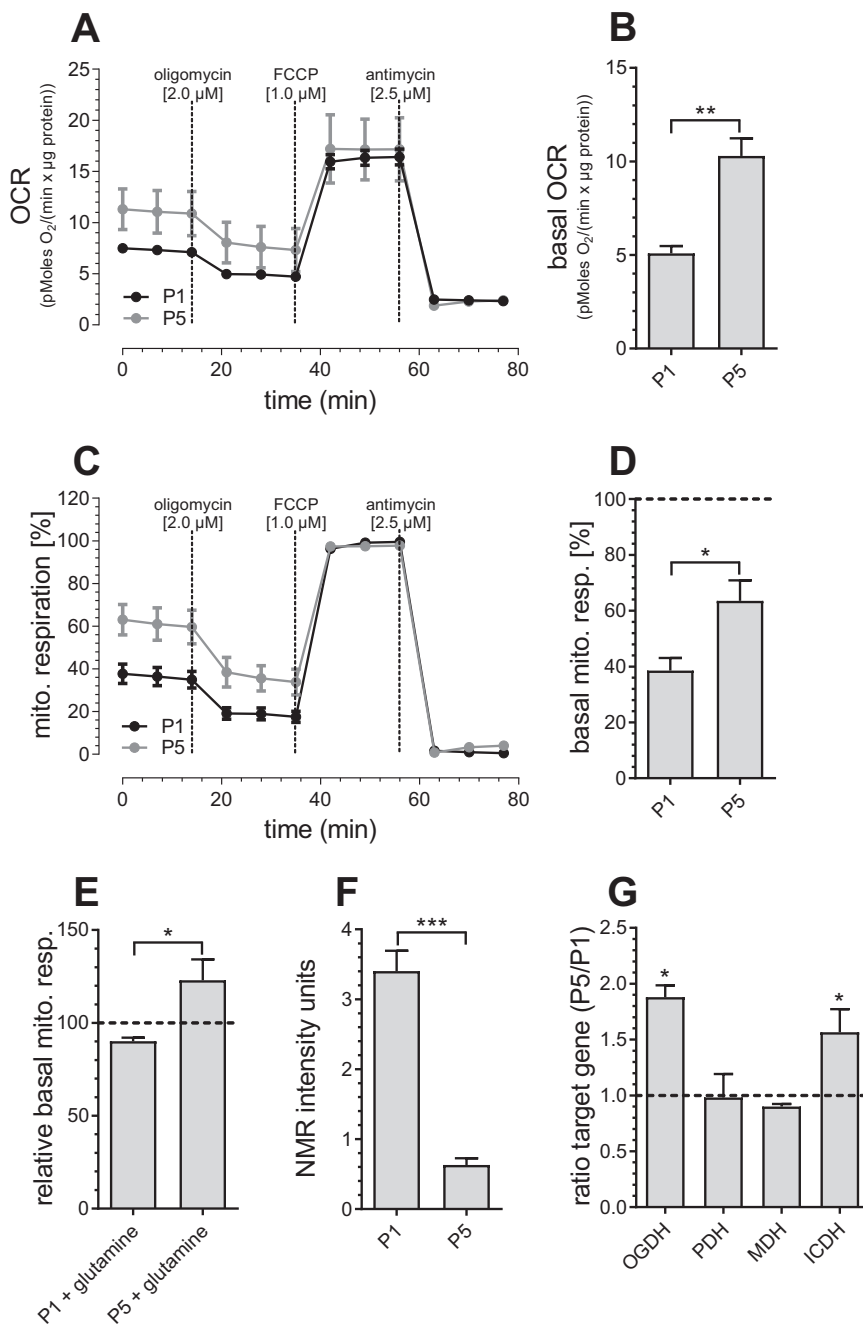 A
oligomycin
[2.0 µM]
FCCP
[1.0 µM]
antimycin
[2.5 µM]
OCR
(pMoles O₂/(min x µg protein))
25
20
15
10
5
0
P1
P5
0 20 40 60 80
time (min)
B
**
basal OCR
(pMoles O₂/(min x µg protein))
15
10
5
0
P1
P5
C
oligomycin
[2.0 µM]
FCCP
[1.0 µM]
antimycin
[2.5 µM]
mito. respiration [%]
120
100
80
60
40
20
0
P1
P5
0 20 40 60 80
time (min)
D
*
basal mito. resp. [%]
100
80
60
40
20
0
P1
P5
E
*
relative basal mito. resp.
150
100
50
0
P1 + glutamine
P5 + glutamine
F
***
NMR intensity units
4
3
2
1
0
P1
P5
G
ratio target gene (P5/P1)
2.5
2.0
1.5
1.0
0.5
0.0
*
*
OGDH
PDH
MDH
ICDH